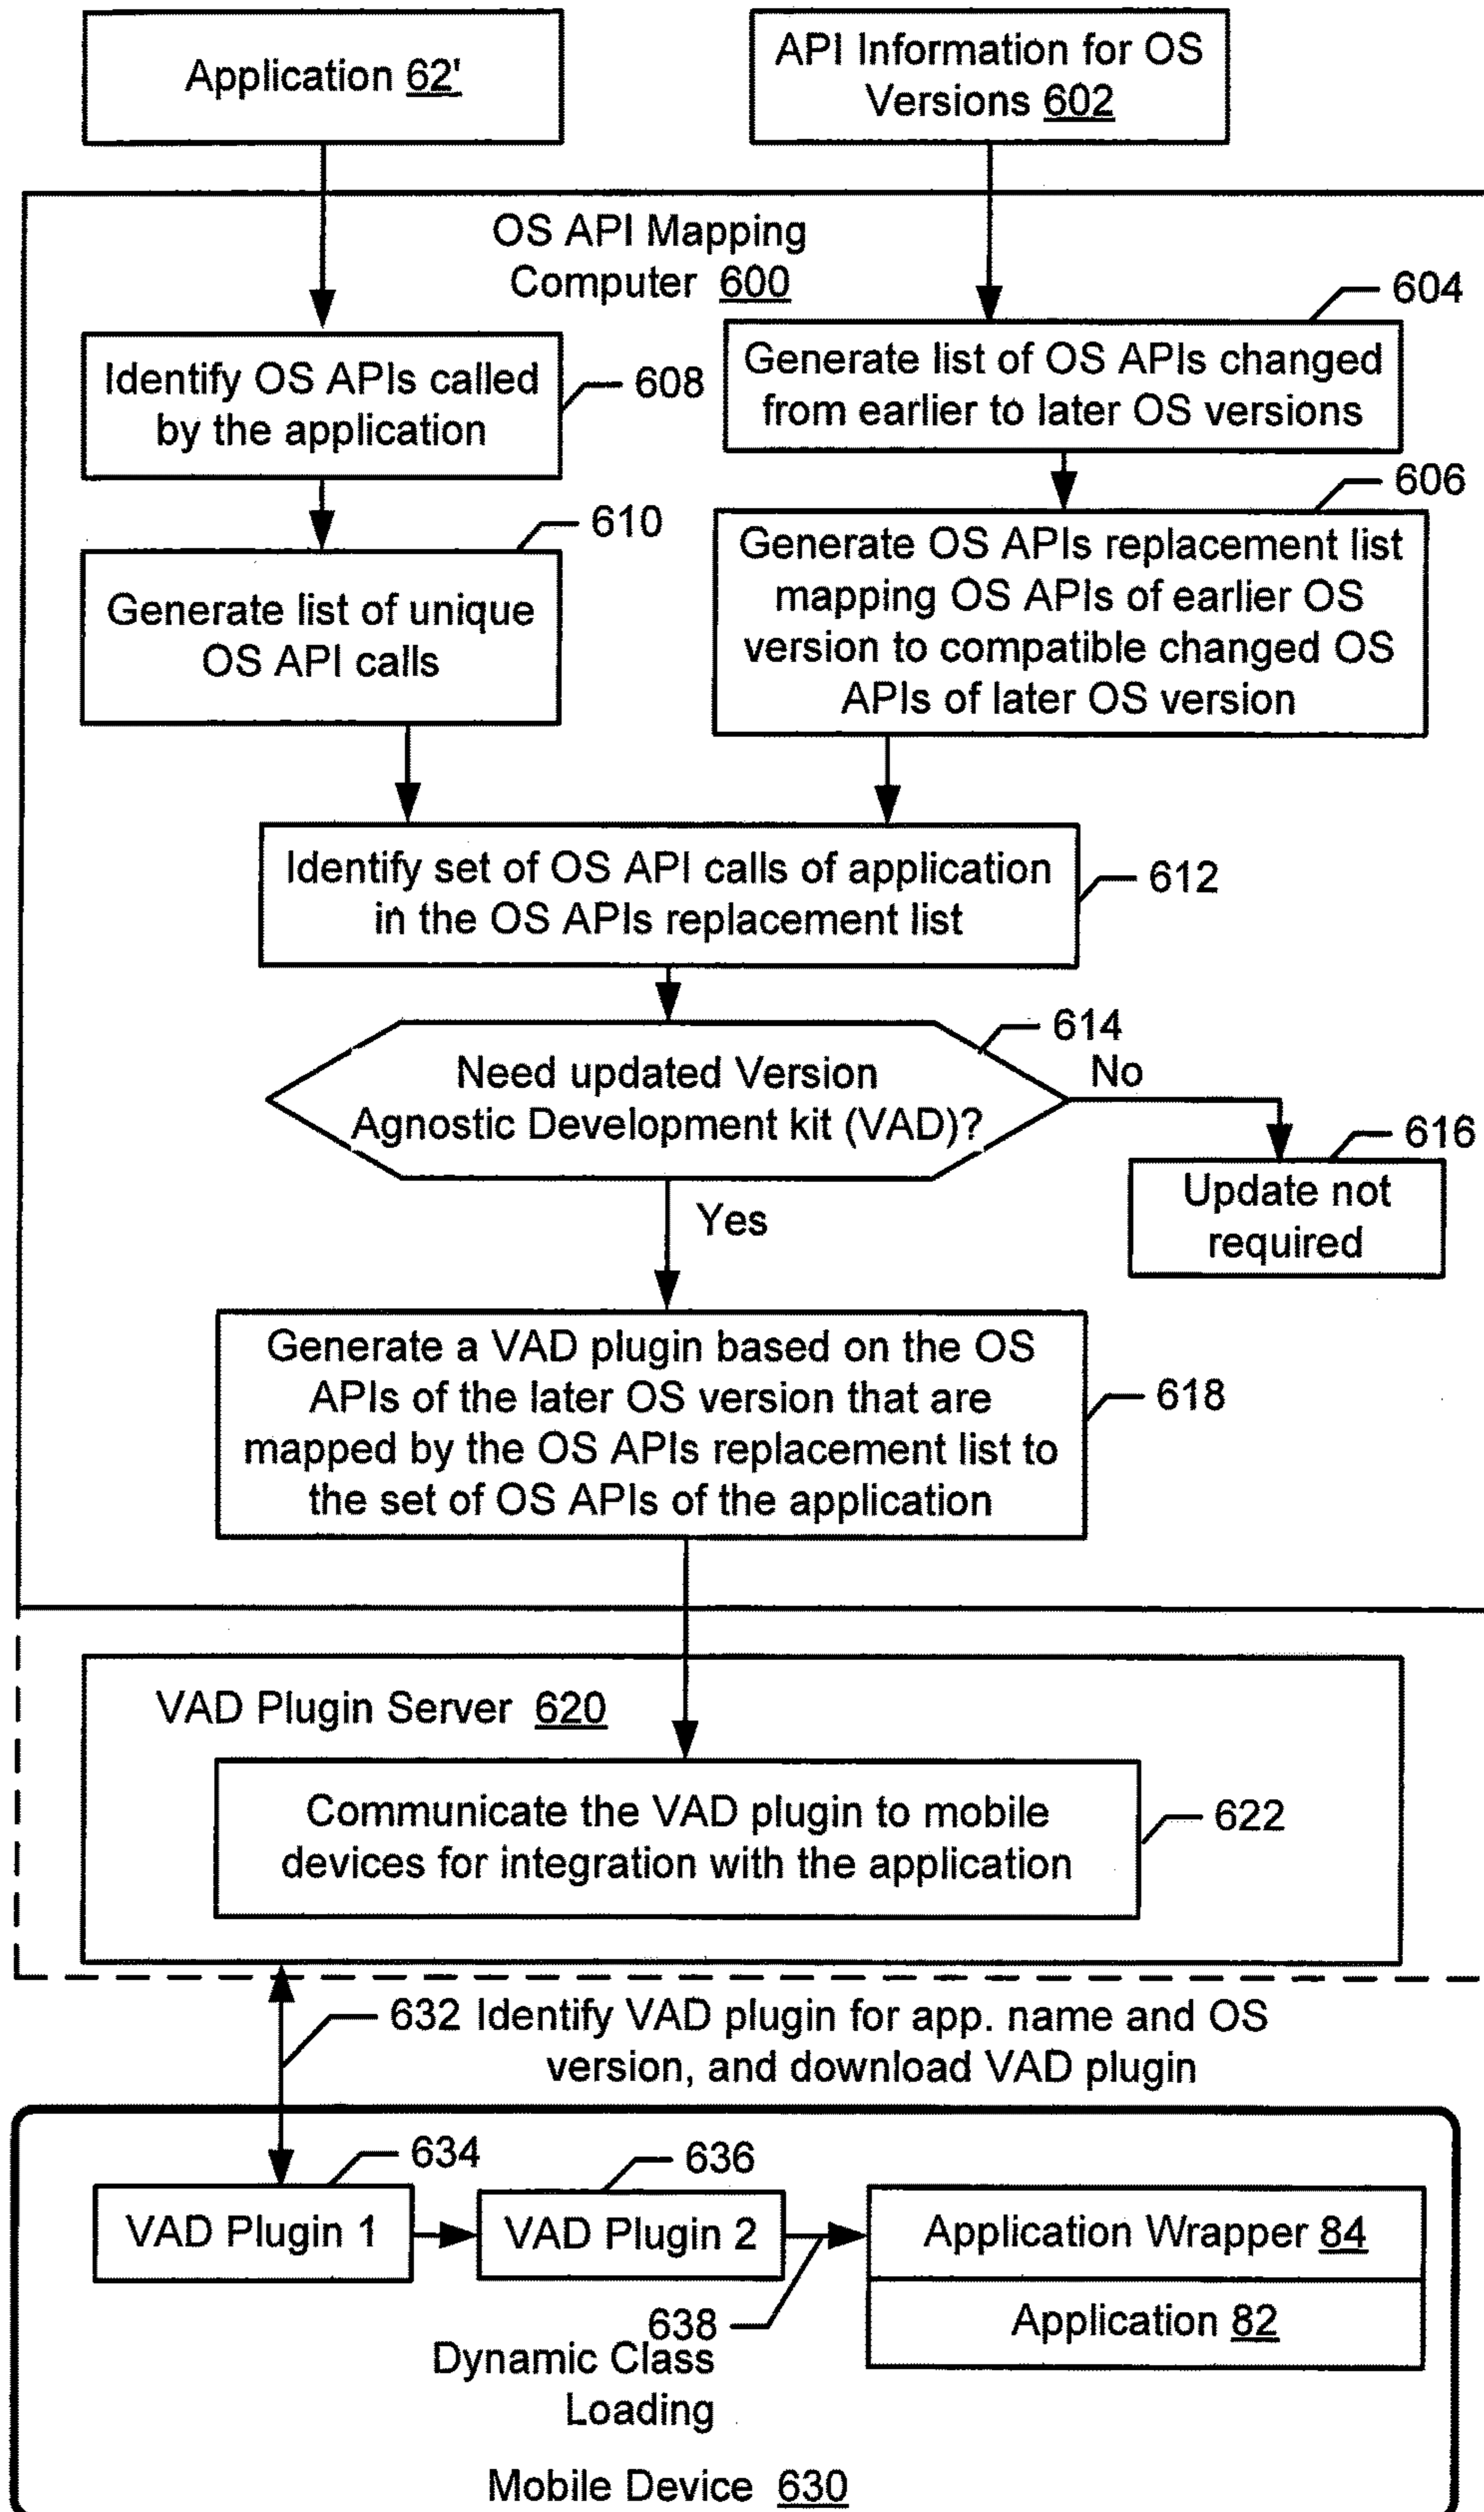 Application 62'
API Information for OS
Versions 602
OS API Mapping
Computer 600
604
Identify OS APIs called
by the application
608
Generate list of OS APIs changed
from earlier to later OS versions
606
610
Generate list of unique
OS API calls
Generate OS APIs replacement list
mapping OS APIs of earlier OS
version to compatible changed OS
APIs of later OS version
Identify set of OS API calls of application
in the OS APIs replacement list
612
614
Need updated Version
Agnostic Development kit (VAD)?
No
616
Update not
required
Yes
Generate a VAD plugin based on the OS
APIs of the later OS version that are
mapped by the OS APIs replacement list to
the set of OS APIs of the application
618
VAD Plugin Server 620
Communicate the VAD plugin to mobile
devices for integration with the application
622
632 Identify VAD plugin for app. name and OS
version, and download VAD plugin
634
636
VAD Plugin 1
VAD Plugin 2
Application Wrapper 84
Application 82
638
Dynamic Class
Loading
Mobile Device 630